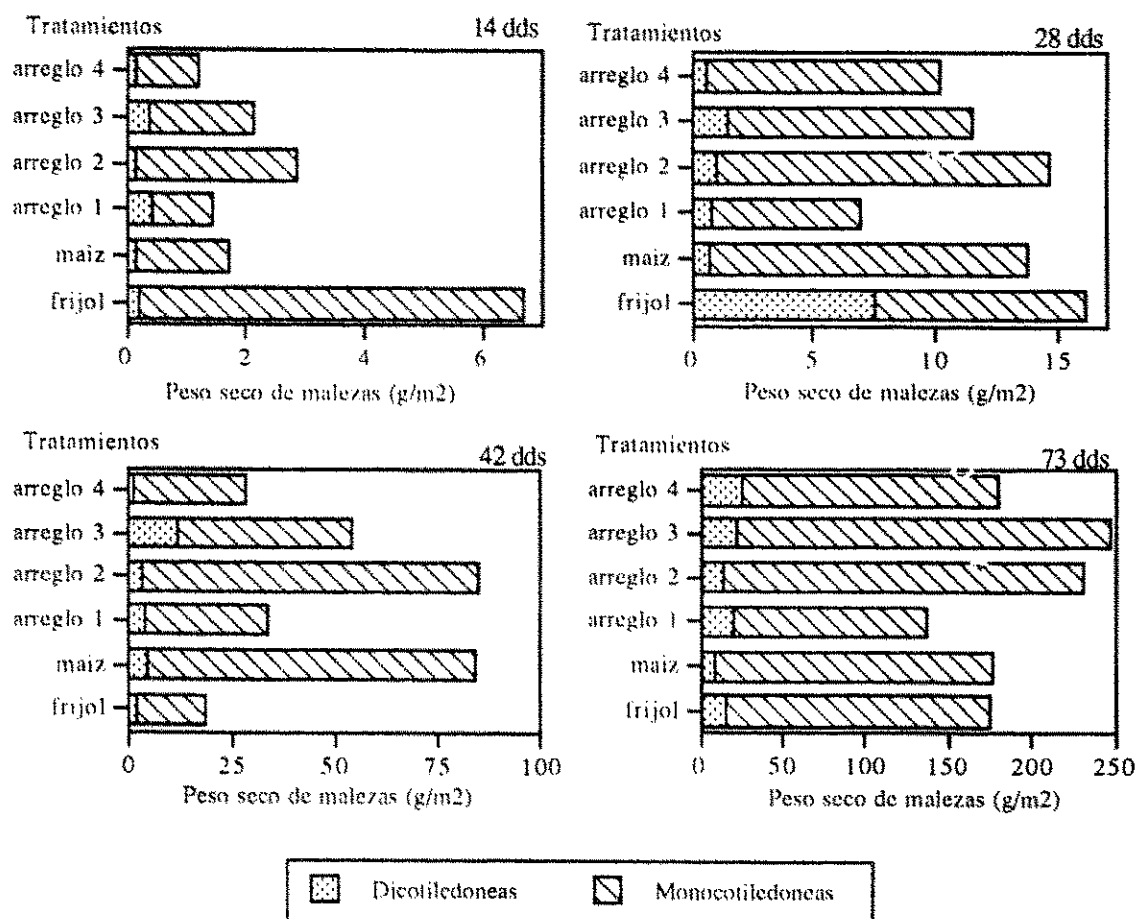 Tratamientos 14 dds
arreglo 4
arreglo 3
arreglo 2
arreglo 1
maiz
frijol
0 2 4 6
Peso seco de malezas (g/m2)
Tratamientos 28 dds
arreglo 4
arreglo 3
arreglo 2
arreglo 1
maiz
frijol
0 5 10 15
Peso seco de malezas (g/m2)
Tratamientos 42 dds
arreglo 4
arreglo 3
arreglo 2
arreglo 1
maiz
frijol
0 25 50 75 100
Peso seco de malezas (g/m2)
Tratamientos 73 dds
arreglo 4
arreglo 3
arreglo 2
arreglo 1
maiz
frijol
0 50 100 150 200 250
Peso seco de malezas (g/m2)
Dicotiledoneas Monocotiledoneas